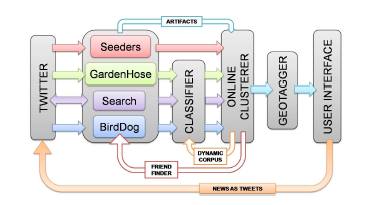 ARTIFACTS
TWITTER
Seeders
GardenHose
Search
BirdDog
CLASSIFIER
ONLINE
CLUSTERER
GEOTAGGER
USER INTERFACE
DYNAMIC
CORPUS
FRIEND
FINDER
NEWS AS TWEETS